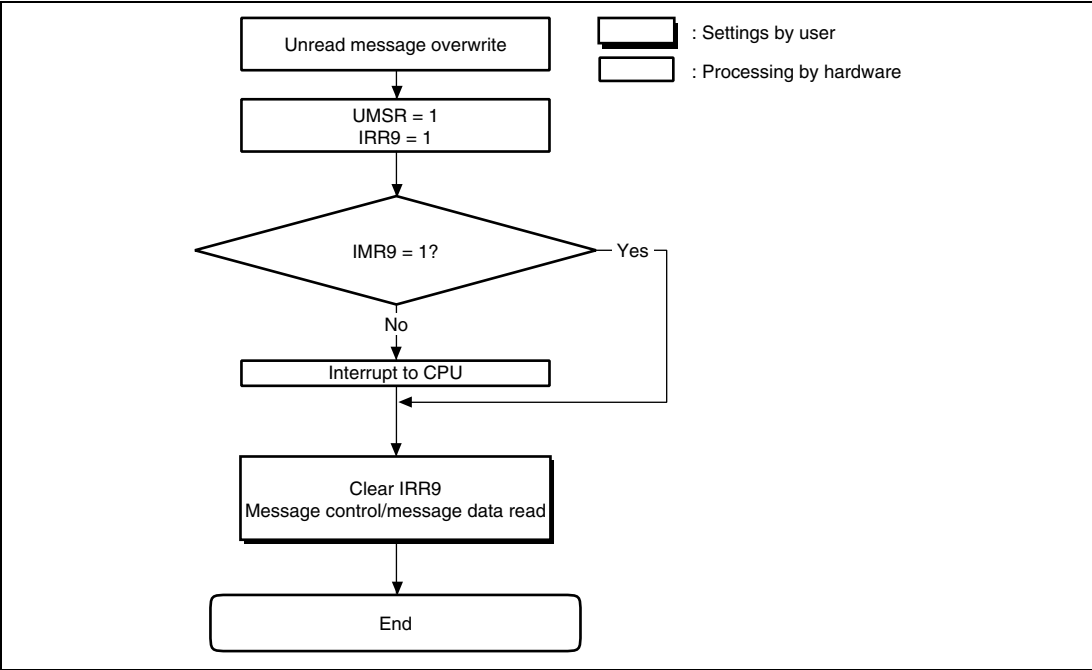 Unread message overwrite
: Settings by user
: Processing by hardware
UMSR = 1
IRR9 = 1
IMR9 = 1?
Yes
No
Interrupt to CPU
Clear IRR9
Message control/message data read
End